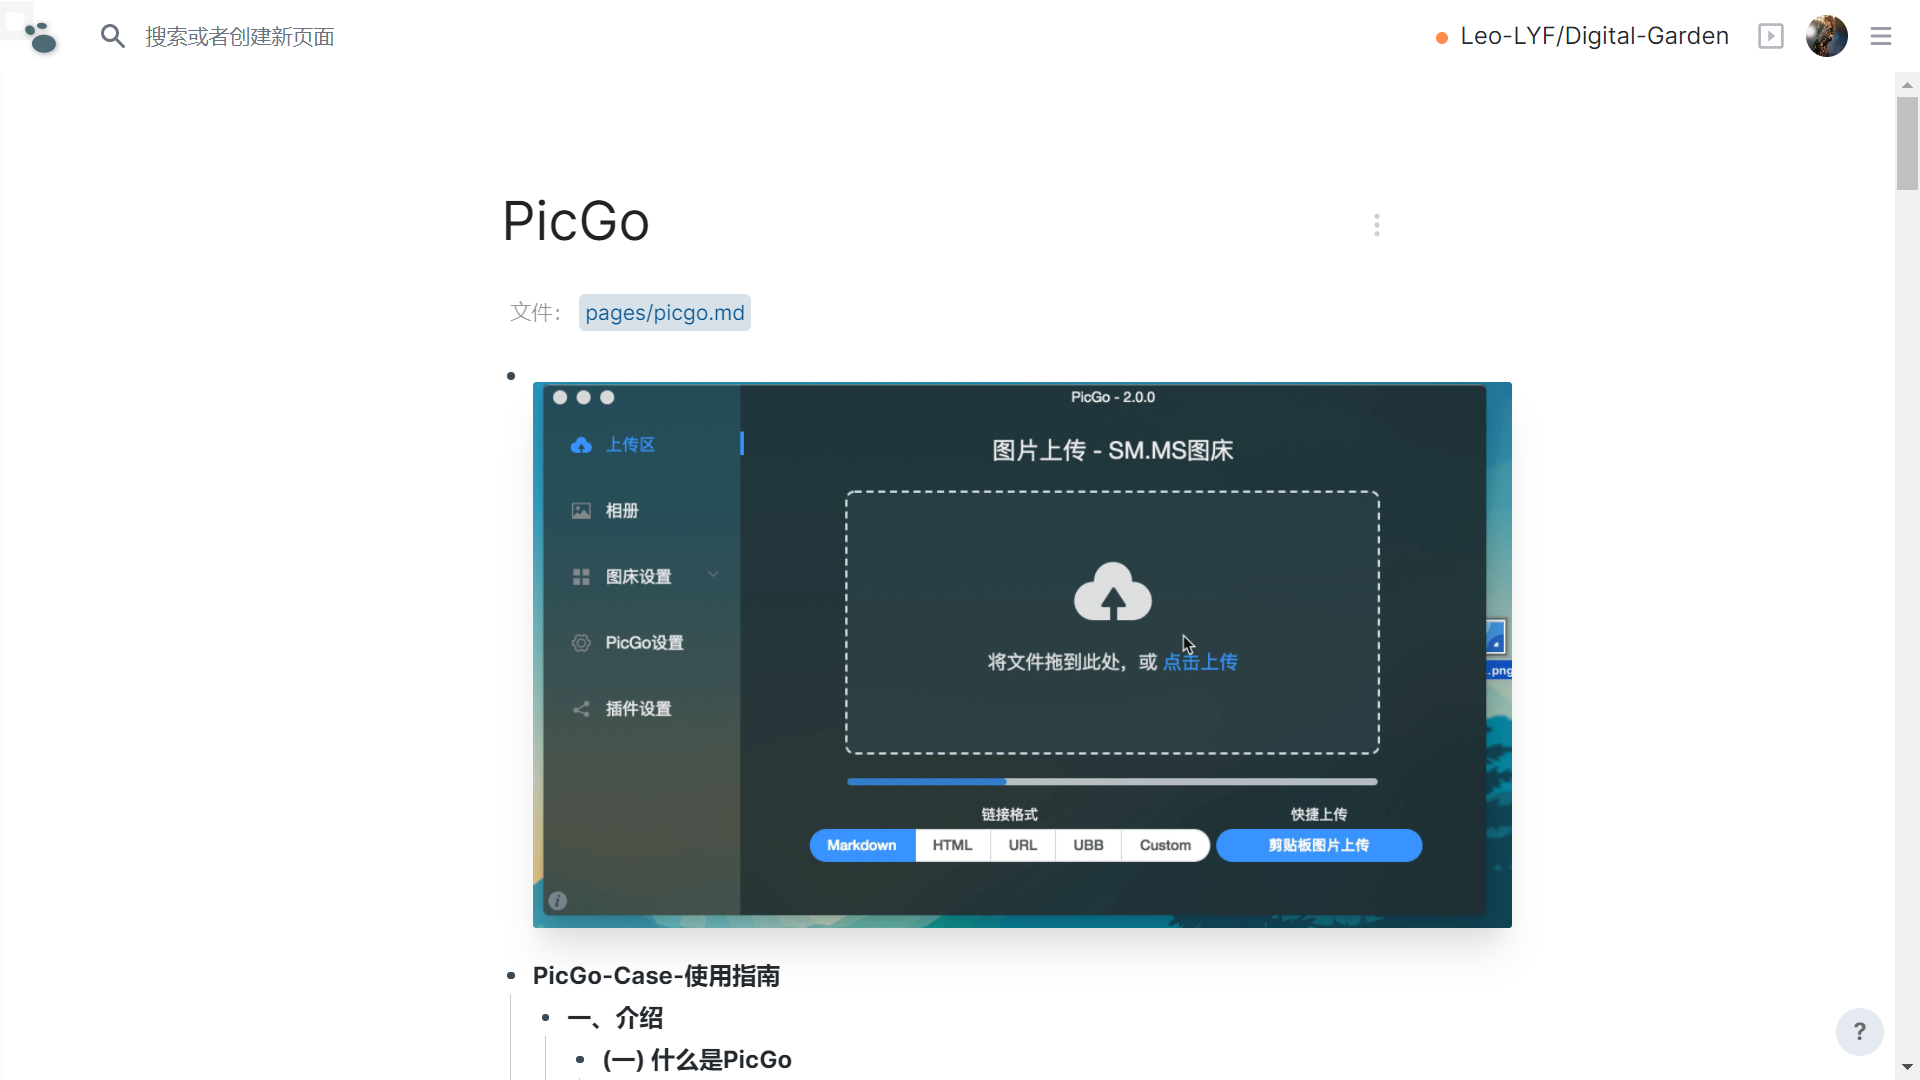 搜索或者创建新页面
Leo-LYF/Digital-Garden
PicGo
文件：
pages/picgo.md
PicGo - 2.0.0
上传区
图片上传 - SM.MS图床
相册
图床设置
PicGo设置
将文件拖到此处，或 点击上传
.png
插件设置
链接格式
快捷上传
Markdown
HTML
URL
UBB
Custom
剪贴板图片上传
PicGo-Case-使用指南
一、介绍
(一) 什么是PicGo
?